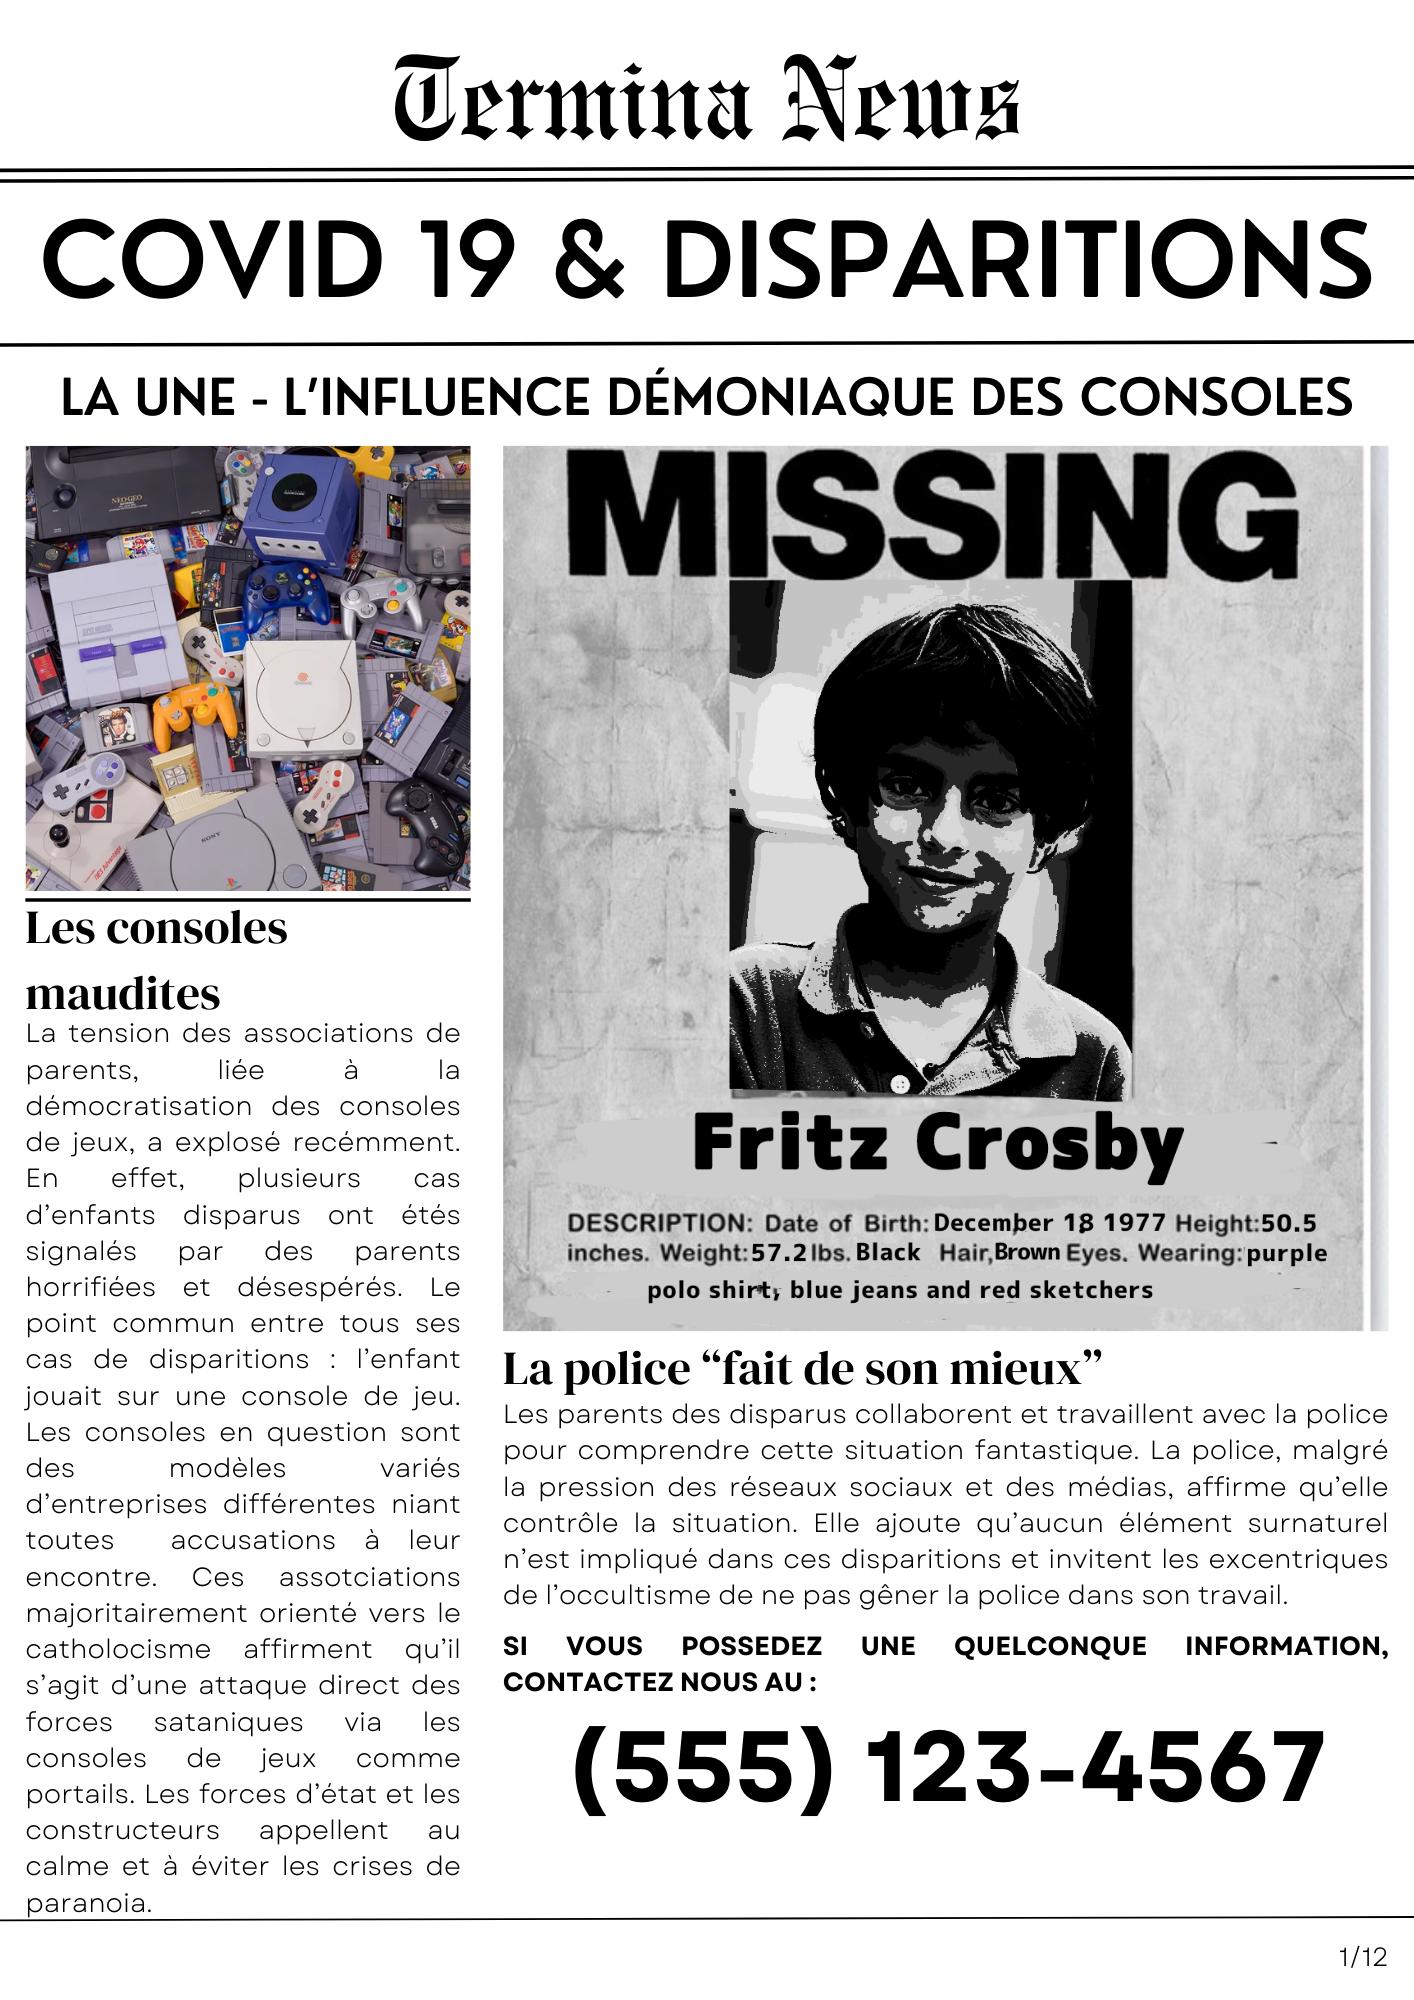 Termina News
COVID 19 & DISPARITIONS
LA UNE - L’INFLUENCE DÉMONIAQUE DES CONSOLES
NEO·GEO
SONY
SEGA
Les consoles
maudites
La tension des associations de
parents, liée à la
démocratisation des consoles
de jeux, a explosé recémment.
En effet, plusieurs cas
d’enfants disparus ont étés
signalés par des parents
horrifiées et désespérés. Le
point commun entre tous ses
cas de disparitions : l’enfant
jouait sur une console de jeu.
Les consoles en question sont
des modèles variés
d’entreprises différentes niant
toutes accusations à leur
encontre. Ces assotciations
majoritairement orienté vers le
catholocisme affirment qu’il
s’agit d’une attaque direct des
forces sataniques via les
consoles de jeux comme
portails. Les forces d’état et les
constructeurs appellent au
calme et à éviter les crises de
paranoia.
MISSING
Fritz Crosby
DESCRIPTION: Date of Birth: December 18 1977 Height: 50.5
inches. Weight: 57.2 lbs. Black Hair, Brown Eyes. Wearing: purple
polo shirt, blue jeans and red sketchers
La police “fait de son mieux”
Les parents des disparus collaborent et travaillent avec la police
pour comprendre cette situation fantastique. La police, malgré
la pression des réseaux sociaux et des médias, affirme qu’elle
contrôle la situation. Elle ajoute qu’aucun élément surnaturel
n’est impliqué dans ces disparitions et invitent les excentriques
de l’occultisme de ne pas gêner la police dans son travail.
SI VOUS POSSEDEZ UNE QUELCONQUE INFORMATION,
CONTACTEZ NOUS AU :
(555) 123-4567
1/12